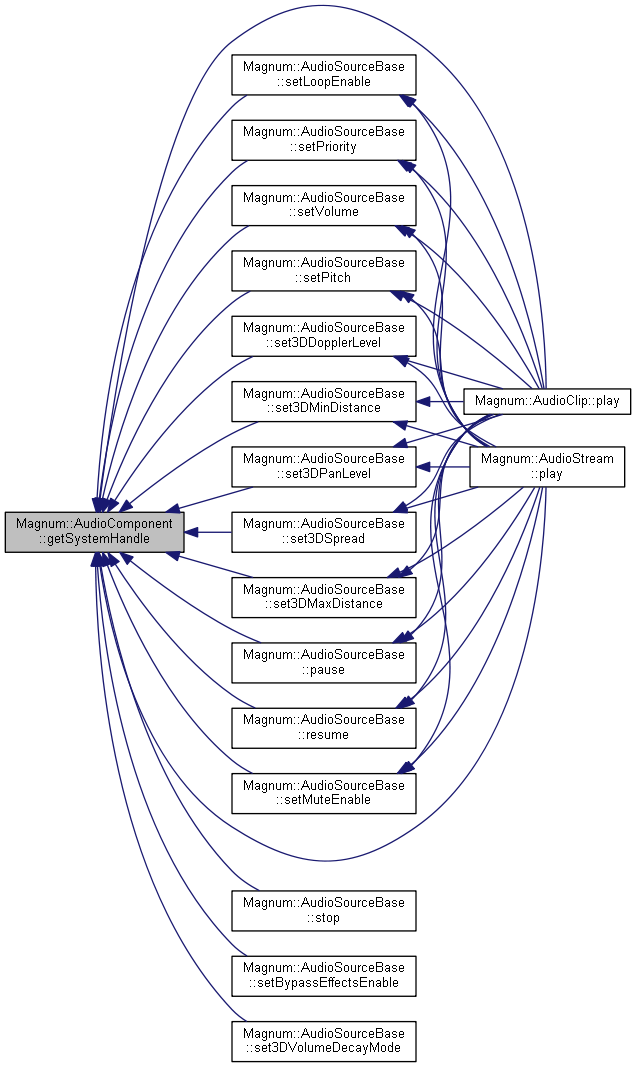 Magnum::AudioSourceBase
::setLoopEnable
Magnum::AudioSourceBase
::setPriority
Magnum::AudioSourceBase
::setVolume
Magnum::AudioSourceBase
::setPitch
Magnum::AudioSourceBase
::set3DDopplerLevel
Magnum::AudioSourceBase
::set3DMinDistance
Magnum::AudioClip::play
Magnum::AudioSourceBase
::set3DPanLevel
Magnum::AudioStream
::play
Magnum::AudioComponent
::getSystemHandle
Magnum::AudioSourceBase
::set3DSpread
Magnum::AudioSourceBase
::set3DMaxDistance
Magnum::AudioSourceBase
::pause
Magnum::AudioSourceBase
::resume
Magnum::AudioSourceBase
::setMuteEnable
Magnum::AudioSourceBase
::stop
Magnum::AudioSourceBase
::setBypassEffectsEnable
Magnum::AudioSourceBase
::set3DVolumeDecayMode